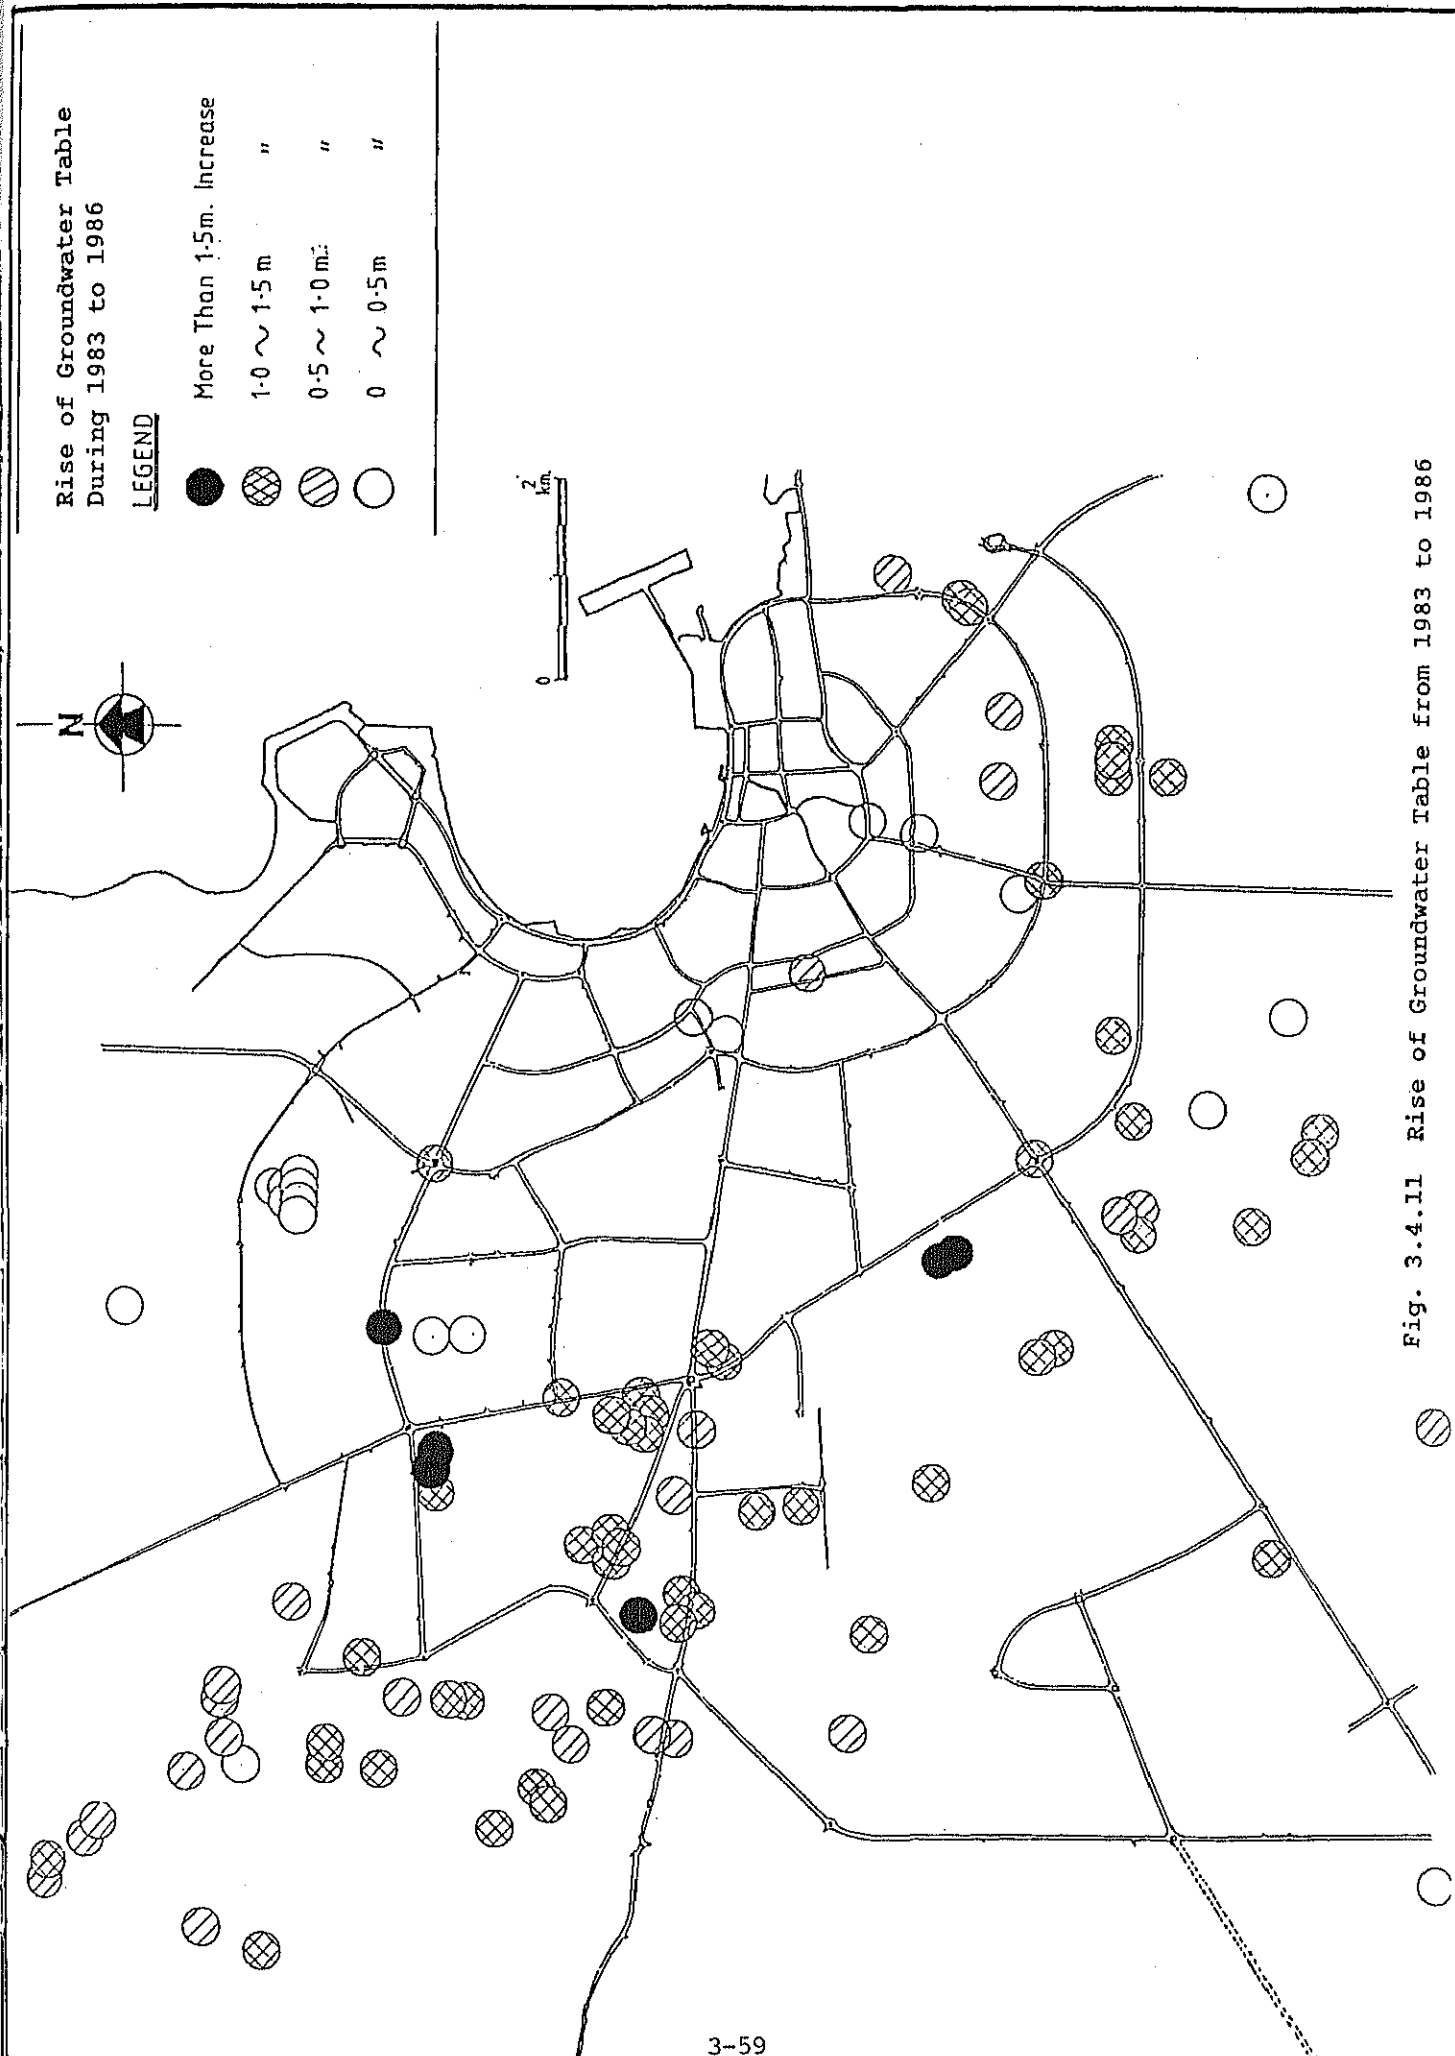 Rise of Groundwater Table
During 1983 to 1986
LEGEND
More Than 1·5m. Increase
1·0 ~ 1·5m "
0·5 ~ 1·0m "
0 ~ 0·5m "
N
0 2 km.
Fig. 3.4.11 Rise of Groundwater Table from 1983 to 1986
3-59